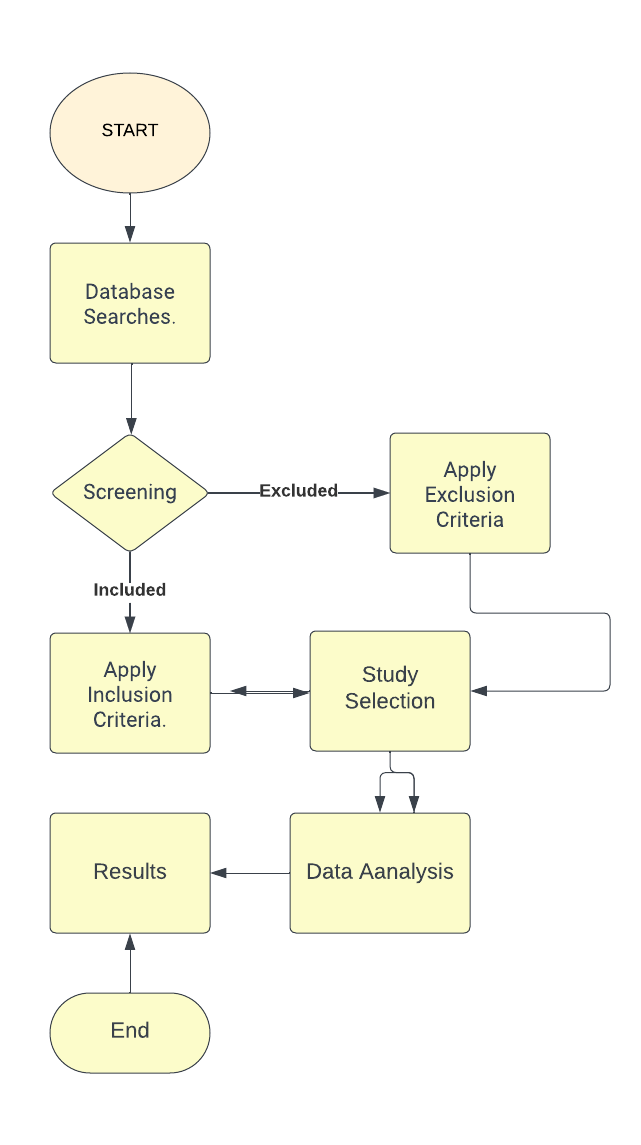 START
Database
Searches.
Screening
Excluded
Apply
Exclusion
Criteria
Included
Apply
Inclusion
Criteria.
Study
Selection
Results
Data Aanalysis
End